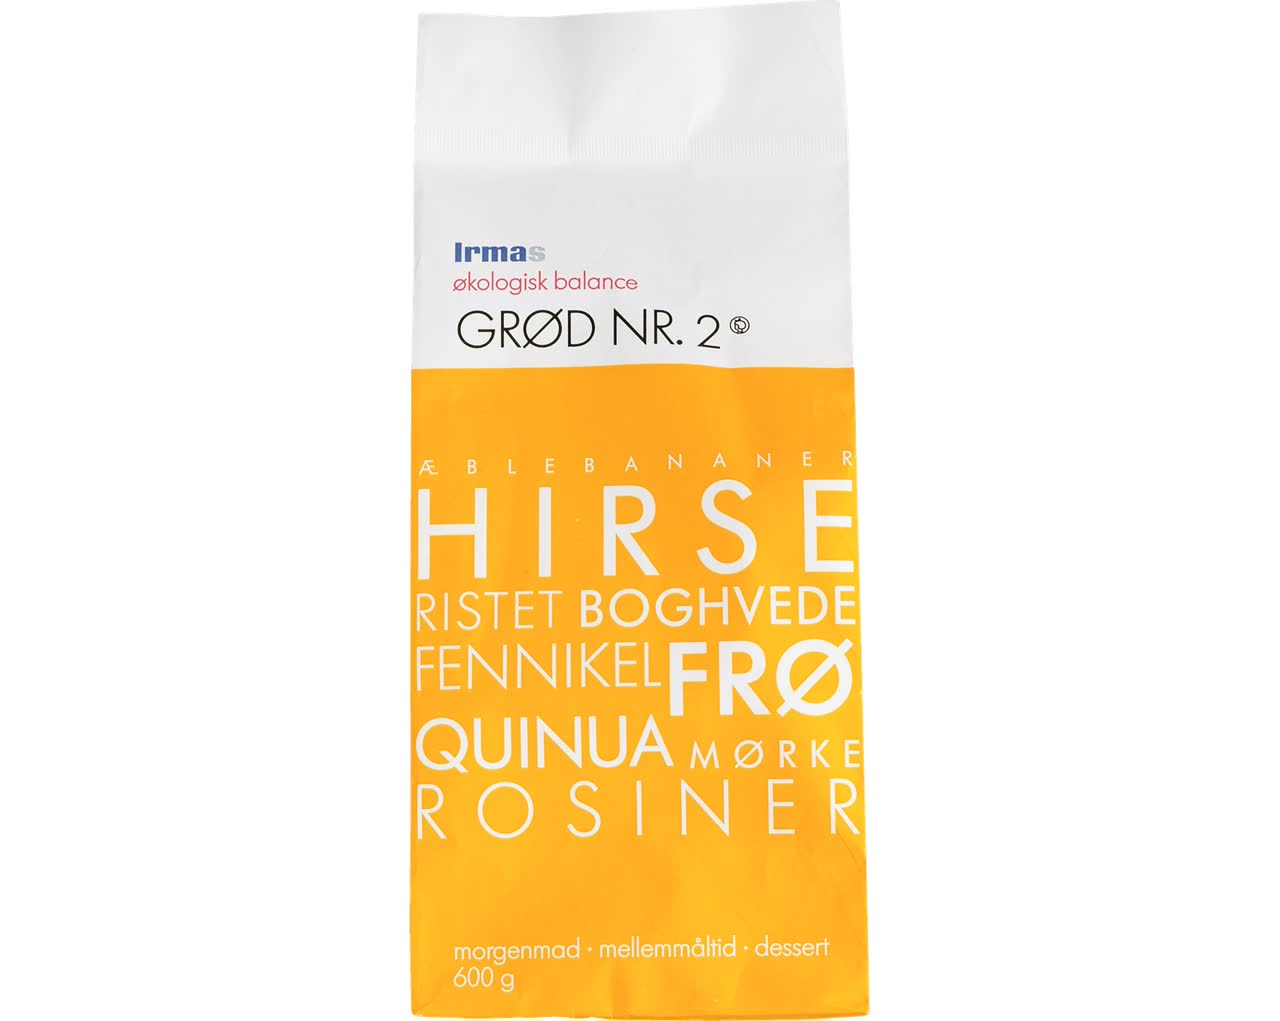 Irmas
økologisk balance
GRØD NR. 2
ÆBLEBANANER
HIRSE
RISTET BOGHVEDE
FENNIKELFRØ
QUINUA MØRKE
ROSINER
morgenmad · mellemmåltid · dessert
600 g